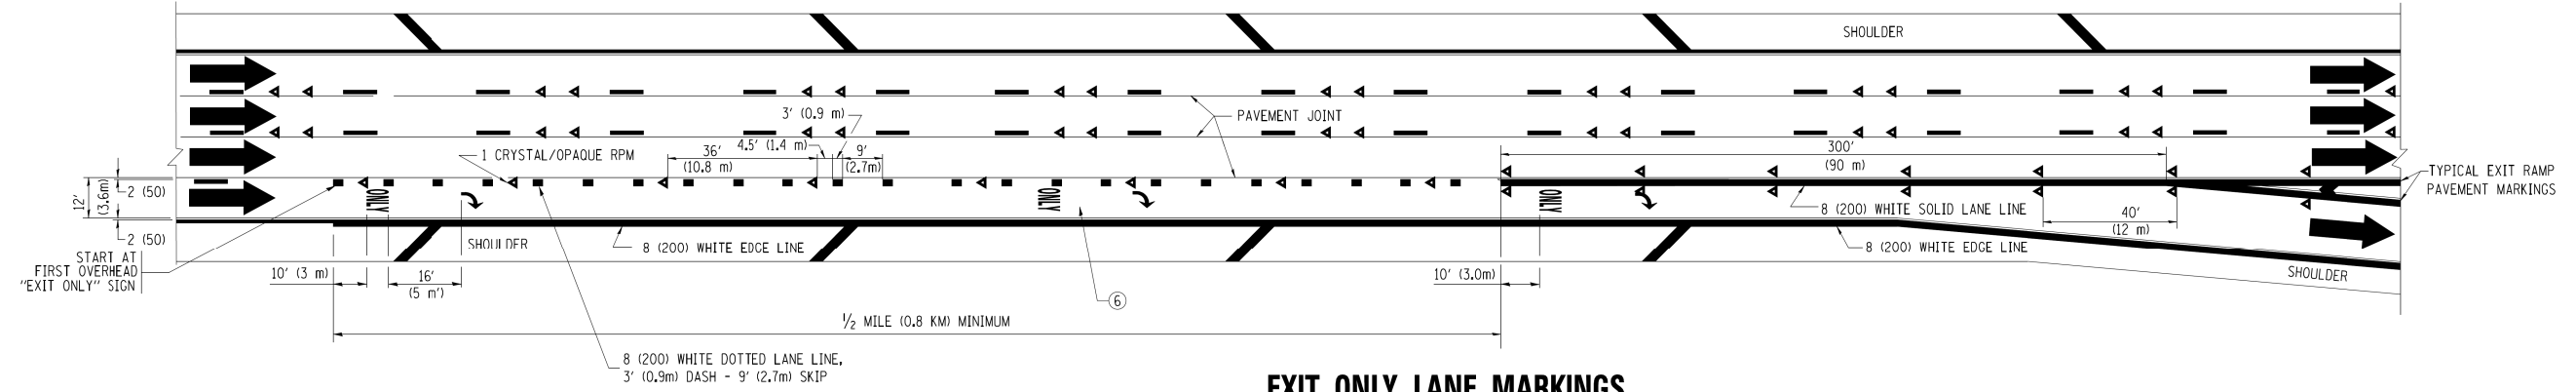 SHOULDER
3' (0.9 m)
PAVEMENT JOINT
4.5' (1.4 m)
1 CRYSTAL/OPAQUE RPM
36'
(10.8 m)
9'
(2.7m)
300'
(90 m)
TYPICAL EXIT RAMP
PAVEMENT MARKINGS
12'
(3.6m)
2 (50)
2 (50)
ONLY
ONLY
ONLY
8 (200) WHITE SOLID LANE LINE
40'
(12 m)
SHOULDER
8 (200) WHITE EDGE LINE
8 (200) WHITE EDGE LINE
START AT
FIRST OVERHEAD
"EXIT ONLY" SIGN
10' (3 m)
16'
(5 m')
10' (3.0m)
SHOULDER
6
1/2 MILE (0.8 KM) MINIMUM
8 (200) WHITE DOTTED LANE LINE,
3' (0.9m) DASH - 9' (2.7m) SKIP
EXIT ONLY LANE MARKINGS